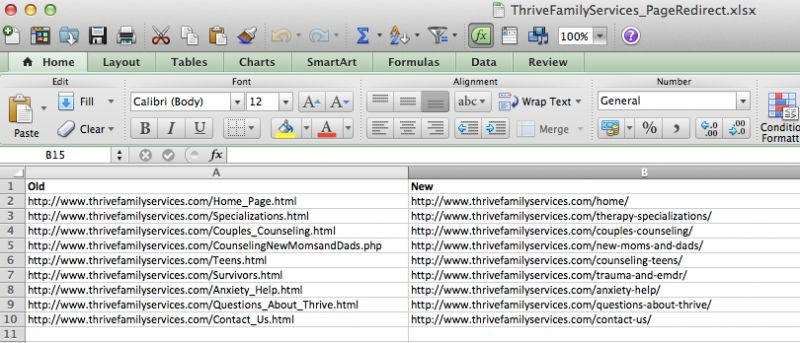 ThriveFamilyServices_PageRedirect.xlsx
100%
Home Layout Tables Charts SmartArt Formulas Data Review
Edit Font Alignment Number
Paste Fill Calibri (Body) 12 abc Wrap Text General
Clear B I U A Merge % Conditio
Formatt
B15 fx
A B
1 Old New
2 http://www.thrivefamilyservices.com/Home_Page.html http://www.thrivefamilyservices.com/home/
3 http://www.thrivefamilyservices.com/Specializations.html http://www.thrivefamilyservices.com/therapy-specializations/
4 http://www.thrivefamilyservices.com/Couples_Counseling.html http://www.thrivefamilyservices.com/couples-counseling/
5 http://www.thrivefamilyservices.com/CounselingNewMomsandDads.php http://www.thrivefamilyservices.com/new-moms-and-dads/
6 http://www.thrivefamilyservices.com/Teens.html http://www.thrivefamilyservices.com/counseling-teens/
7 http://www.thrivefamilyservices.com/Survivors.html http://www.thrivefamilyservices.com/trauma-and-emdr/
8 http://www.thrivefamilyservices.com/Anxiety_Help.html http://www.thrivefamilyservices.com/anxiety-help/
9 http://www.thrivefamilyservices.com/Questions_About_Thrive.html http://www.thrivefamilyservices.com/questions-about-thrive/
10 http://www.thrivefamilyservices.com/Contact_Us.html http://www.thrivefamilyservices.com/contact-us/
11